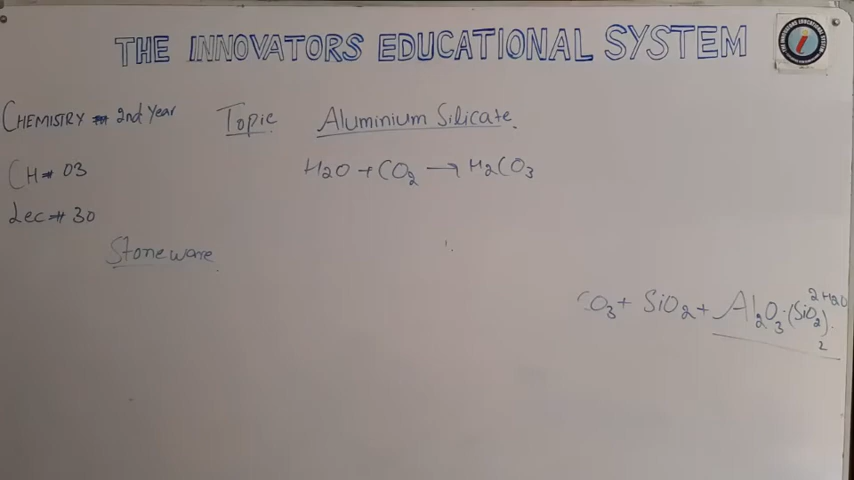 THE INNOVATORS EDUCATIONAL SYSTEM
CHEMISTRY 2nd Year Topic Aluminium Silicate.
H2O + CO2 → H2CO3
CH# 03
Lec# 30
Stoneware
CO3 + SiO2 + Al2O3.(SiO2)2.2H2O